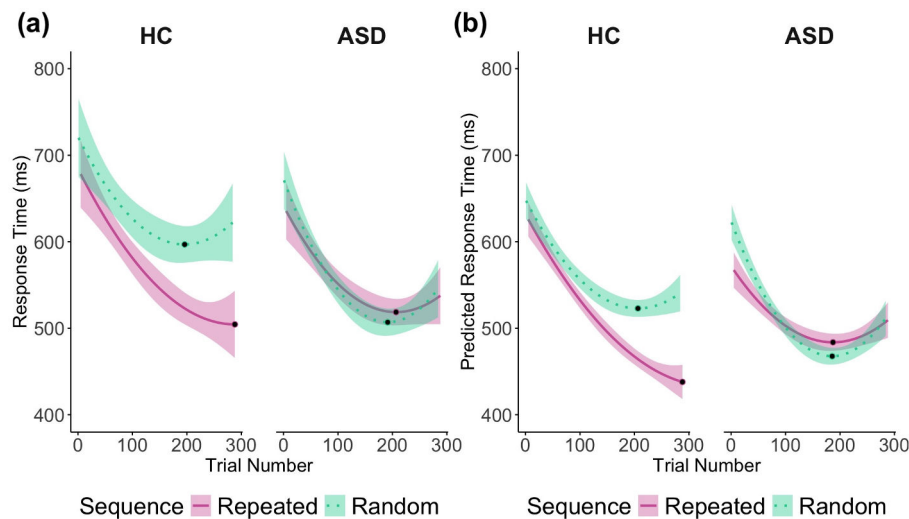 (a)
HC
ASD
Response Time (ms)
800
700
600
500
400
0 100 200 300
0 100 200 300
Trial Number
Sequence Repeated Random
(b)
HC
ASD
Predicted Response Time (ms)
800
700
600
500
400
0 100 200 300
0 100 200 300
Trial Number
Sequence Repeated Random